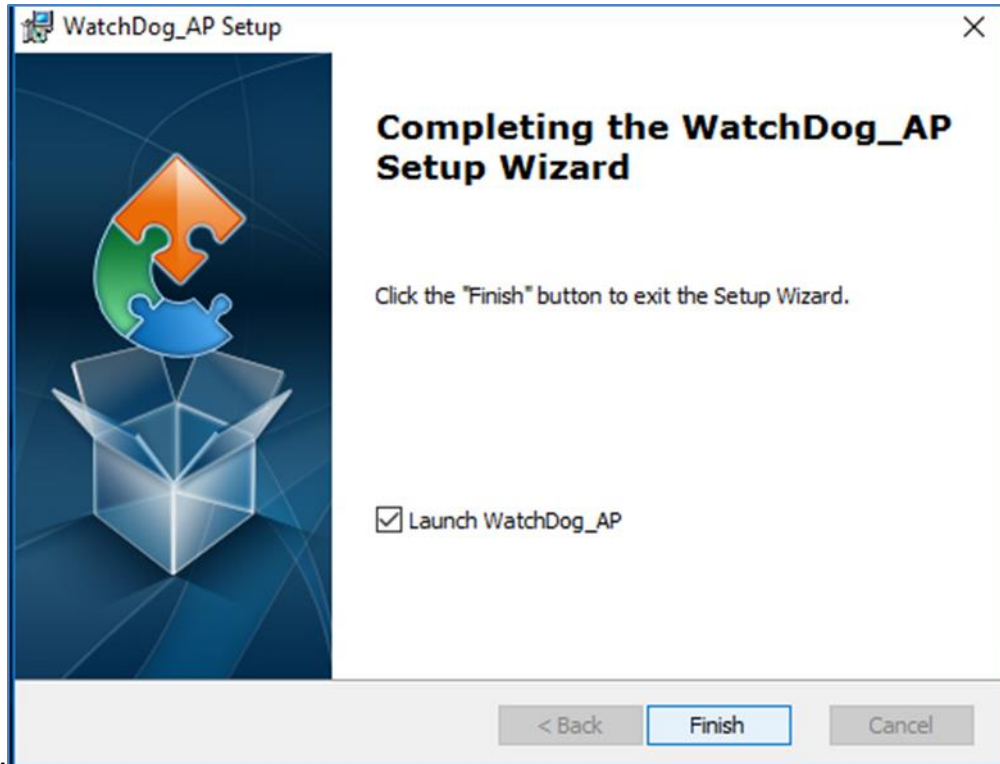 WatchDog_AP Setup
Completing the WatchDog_AP
Setup Wizard
Click the "Finish" button to exit the Setup Wizard.
Launch WatchDog_AP
< Back Finish Cancel